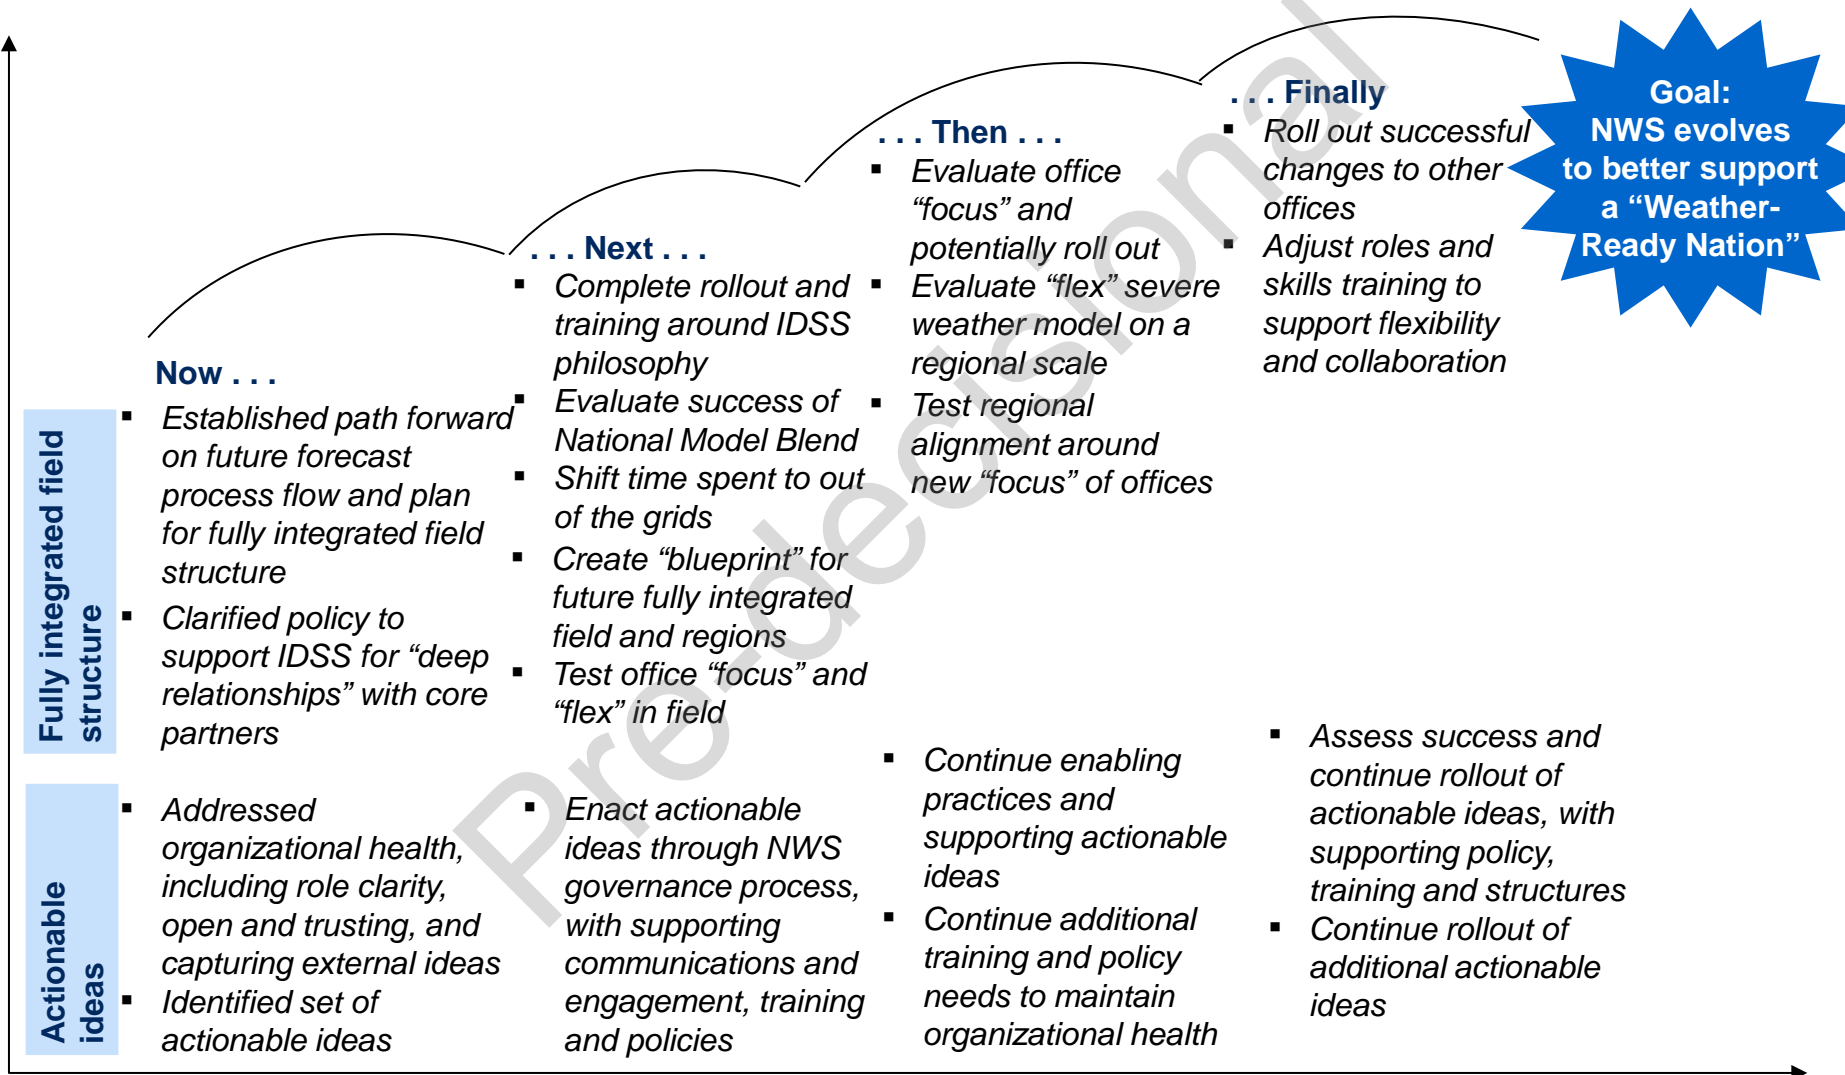 Goal:
NWS evolves
to better support
a “Weather-
Ready Nation”
. . . Finally
▪ Roll out successful
changes to other
offices
▪ Adjust roles and
skills training to
support flexibility
and collaboration
. . . Then . . .
▪ Evaluate office
“focus” and
potentially roll out
▪ Evaluate “flex” severe
weather model on a
regional scale
▪ Test regional
alignment around
new “focus” of offices
. . . Next . . .
▪ Complete rollout and
training around IDSS
philosophy
▪ Evaluate success of
National Model Blend
▪ Shift time spent to out
of the grids
▪ Create “blueprint” for
future fully integrated
field and regions
▪ Test office “focus” and
“flex” in field
Now . . .
Fully integrated field
structure
▪ Established path forward
on future forecast
process flow and plan
for fully integrated field
structure
▪ Clarified policy to
support IDSS for “deep
relationships” with core
partners
Actionable
ideas
▪ Addressed
organizational health,
including role clarity,
open and trusting, and
capturing external ideas
▪ Identified set of
actionable ideas
▪ Enact actionable
ideas through NWS
governance process,
with supporting
communications and
engagement, training
and policies
▪ Continue enabling
practices and
supporting actionable
ideas
▪ Continue additional
training and policy
needs to maintain
organizational health
▪ Assess success and
continue rollout of
actionable ideas, with
supporting policy,
training and structures
▪ Continue rollout of
additional actionable
ideas
Pre-decisional